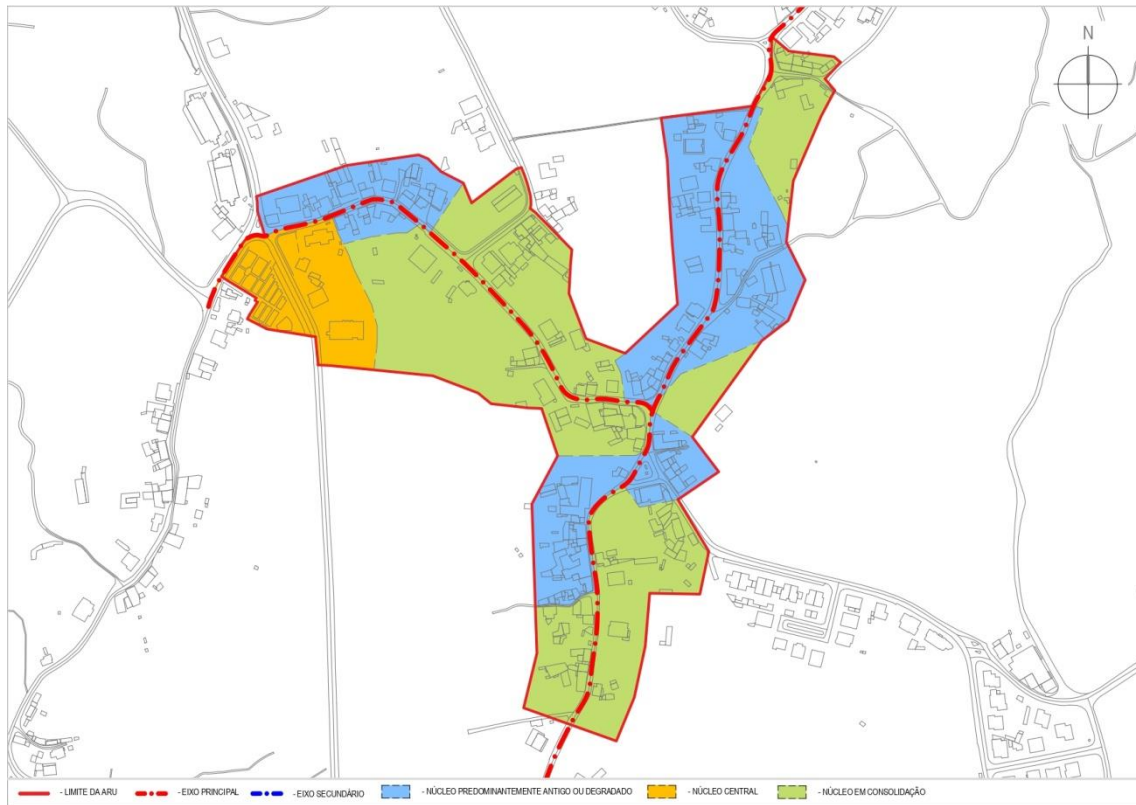 N
- LIMITE DA ARU - EIXO PRINCIPAL - EIXO SECUNDÁRIO - NÚCLEO PREDOMINANTEMENTE ANTIGO OU DEGRADADO - NÚCLEO CENTRAL - NÚCLEO EM CONSOLIDAÇÃO